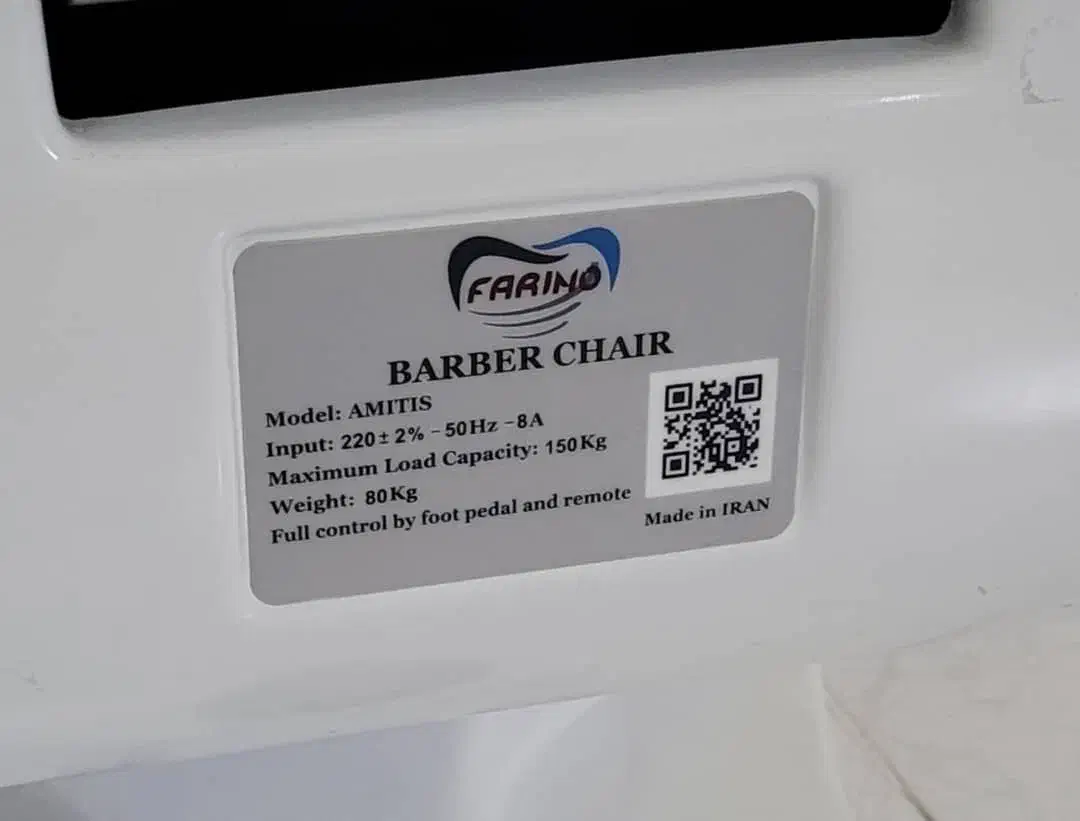 FARINO
BARBER CHAIR
Model: AMITIS
Input: 220 ± 2% - 50Hz - 8A
Maximum Load Capacity: 150Kg
Weight: 80Kg
Full control by foot pedal and remote
Made in IRAN